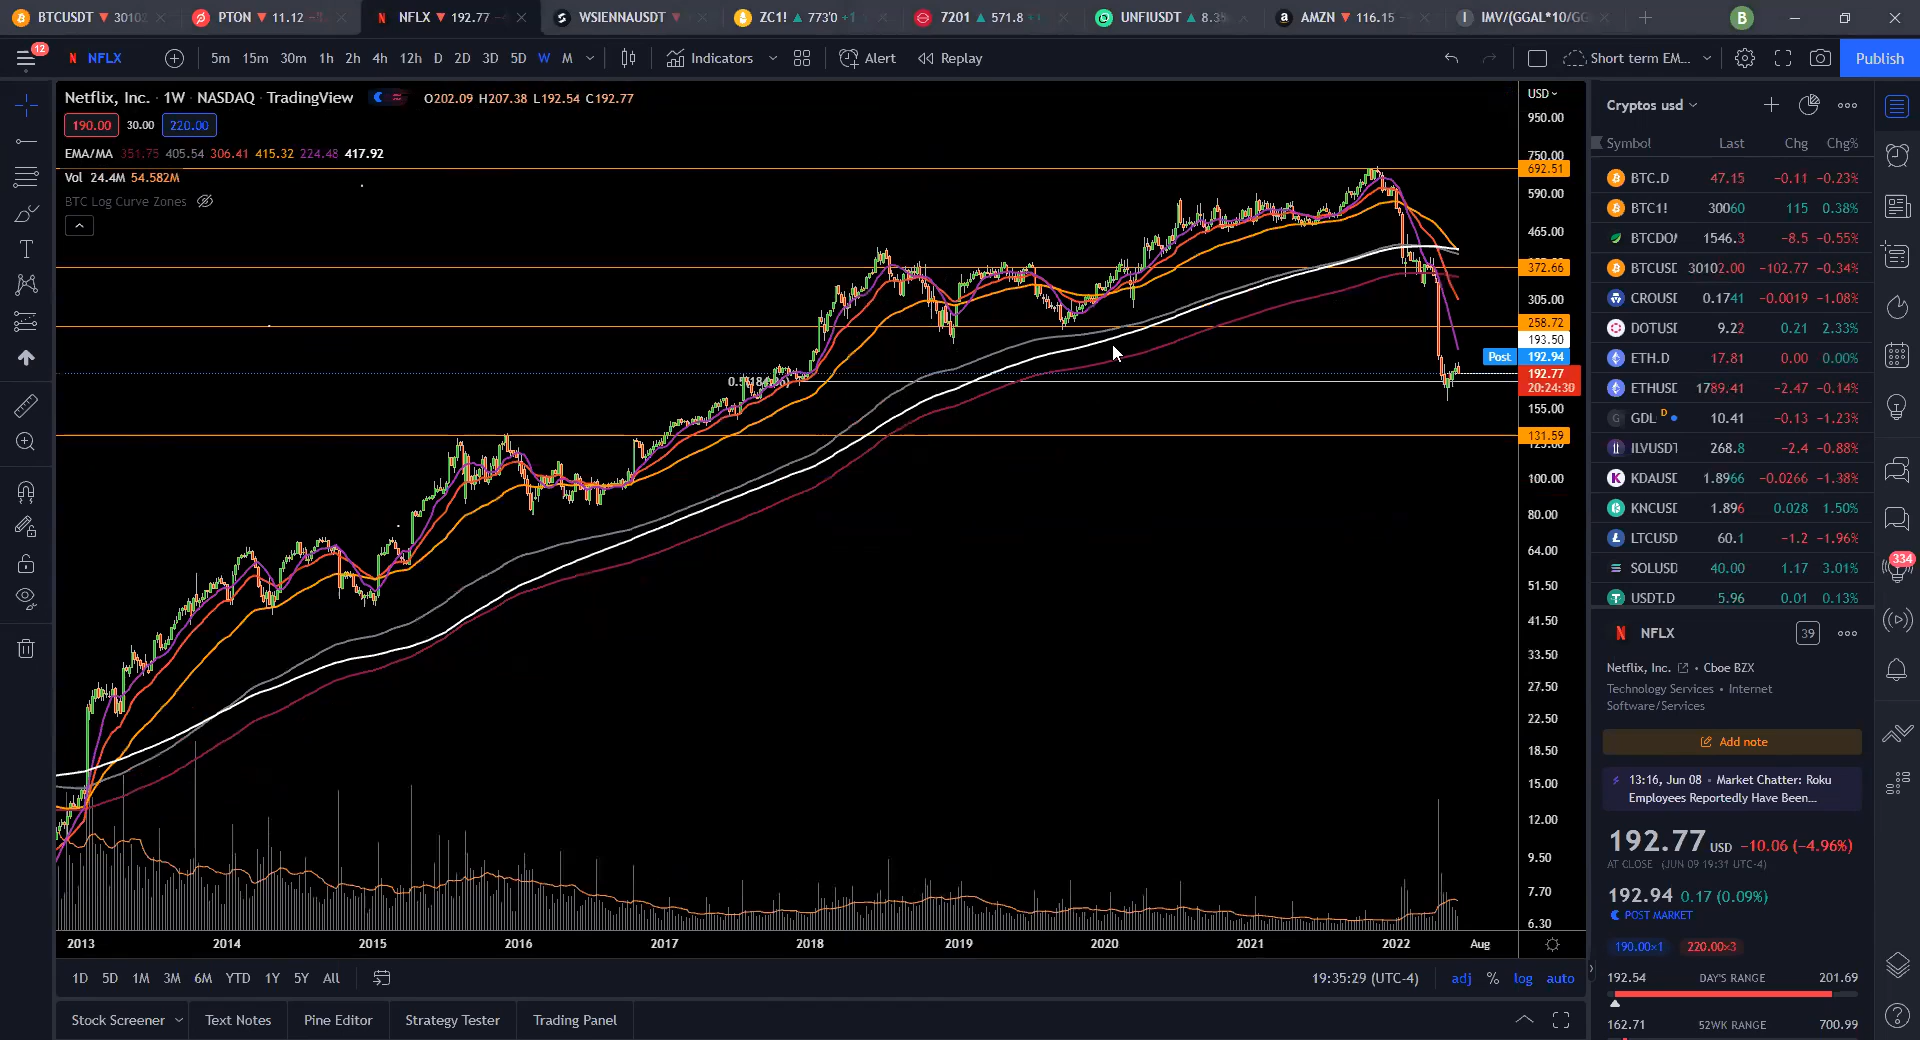 BTCUSDT ▼ 3010
PTON ▼ 11.12
NFLX ▼ 192.77
WSIENNAUSDT ▼
ZC1! ▲ 773'0 +1
7201 ▲ 571.8
UNFIUSDT ▲ 8.3
AMZN ▼ 116.15
IMV/(GGAL*10/GG
B
12
NFLX
5m 15m 30m 1h 2h 4h 12h D 2D 3D 5D W M
Indicators
Alert
Replay
Short term EM...
Publish
Netflix, Inc. · 1W · NASDAQ · TradingView
O202.09 H207.38 L192.54 C192.77
190.00 30.00 220.00
EMA/MA 351.75 405.54 306.41 415.32 224.48 417.92
Vol 24.4M 54.582M
BTC Log Curve Zones
USD
950.00
750.00
692.51
590.00
465.00
372.66
305.00
258.72
193.50
Post 192.94
192.77
20:24:30
155.00
131.59
100.00
80.00
64.00
51.50
41.50
33.50
27.50
22.50
18.50
15.00
12.00
9.50
7.70
6.30
2013 2014 2015 2016 2017 2018 2019 2020 2021 2022 Aug
1D 5D 1M 3M 6M YTD 1Y 5Y All
19:35:29 (UTC-4) adj % log auto
Stock Screener Text Notes Pine Editor Strategy Tester Trading Panel
Cryptos usd
Symbol Last Chg Chg%
BTC.D 47.15 −0.11 −0.23%
BTC1! 30060 115 0.38%
BTCDOM 1546.3 −8.5 −0.55%
BTCUSD 30102.00 −102.77 −0.34%
CROUSD 0.1741 −0.0019 −1.08%
DOTUSD 9.22 0.21 2.33%
ETH.D 17.81 0.00 0.00%
ETHUSD 1789.41 −2.47 −0.14%
GDL D 10.41 −0.13 −1.23%
ILVUSDT 268.8 −2.4 −0.88%
KDAUSD 1.8966 −0.0266 −1.38%
KNCUSD 1.896 0.028 1.50%
LTCUSD 60.1 −1.2 −1.96%
SOLUSD 40.00 1.17 3.01%
USDT.D 5.96 0.01 0.13%
334
NFLX
39
Netflix, Inc. • Cboe BZX
Technology Services • Internet
Software/Services
Add note
13:16, Jun 08 • Market Chatter: Roku
Employees Reportedly Have Been...
192.77 USD −10.06 (−4.96%)
AT CLOSE (JUN 09 19:31 UTC-4)
192.94 0.17 (0.09%)
POST MARKET
190.00×1 220.00×3
192.54 DAY'S RANGE 201.69
162.71 52WK RANGE 700.99